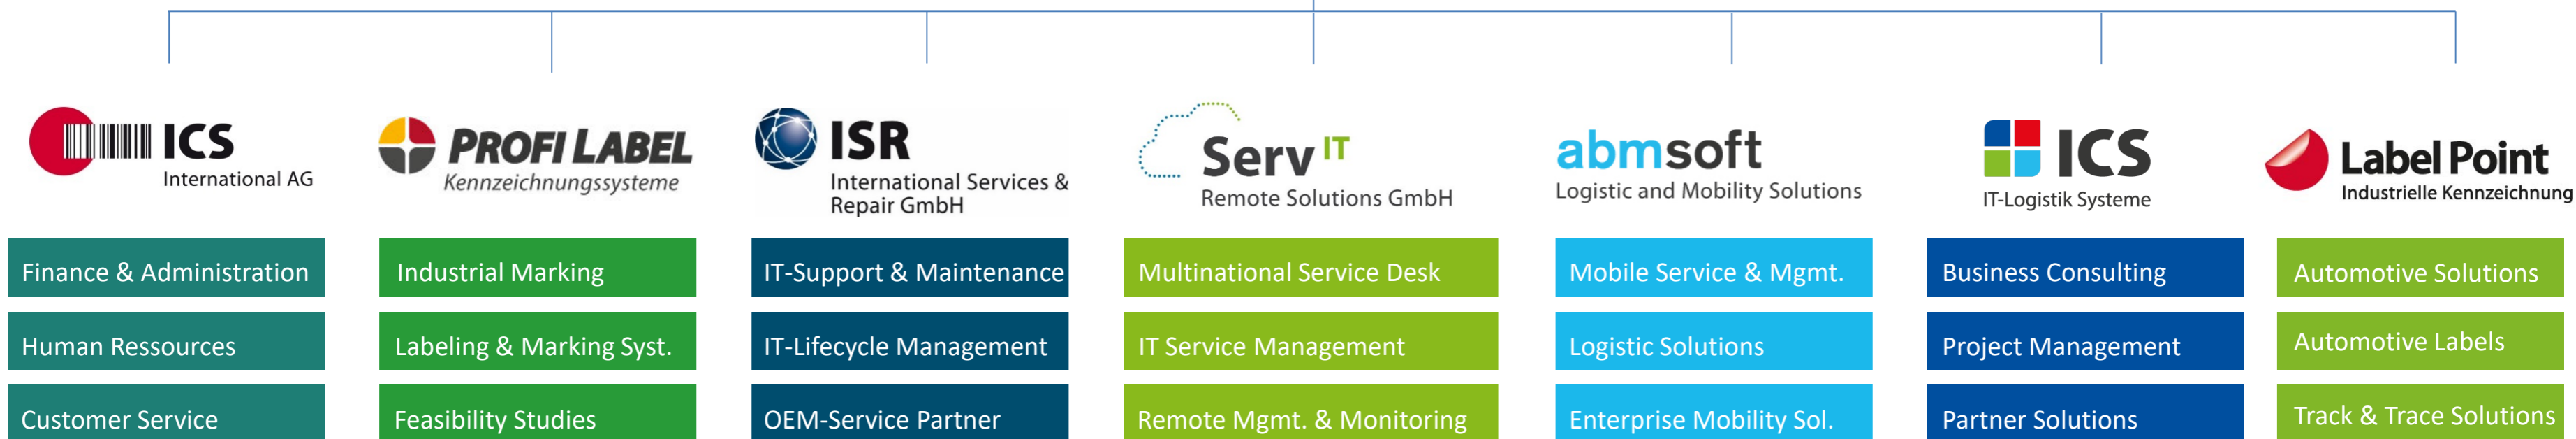 ICS
International AG
PROFI LABEL
Kennzeichnungssysteme
ISR
International Services &
Repair GmbH
Serv IT
Remote Solutions GmbH
abmsoft
Logistic and Mobility Solutions
ICS
IT-Logistik Systeme
Label Point
Industrielle Kennzeichnung
Finance & Administration
Industrial Marking
IT-Support & Maintenance
Multinational Service Desk
Mobile Service & Mgmt.
Business Consulting
Automotive Solutions
Human Ressources
Labeling & Marking Syst.
IT-Lifecycle Management
IT Service Management
Logistic Solutions
Project Management
Automotive Labels
Customer Service
Feasibility Studies
OEM-Service Partner
Remote Mgmt. & Monitoring
Enterprise Mobility Sol.
Partner Solutions
Track & Trace Solutions